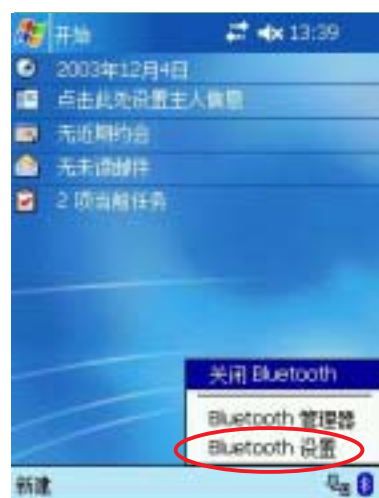 开始 13:39
2003年12月4日
点击此处设置主人信息
无近期约会
无未读邮件
2 项当前任务
关闭 Bluetooth
Bluetooth 管理器
Bluetooth 设置
新建